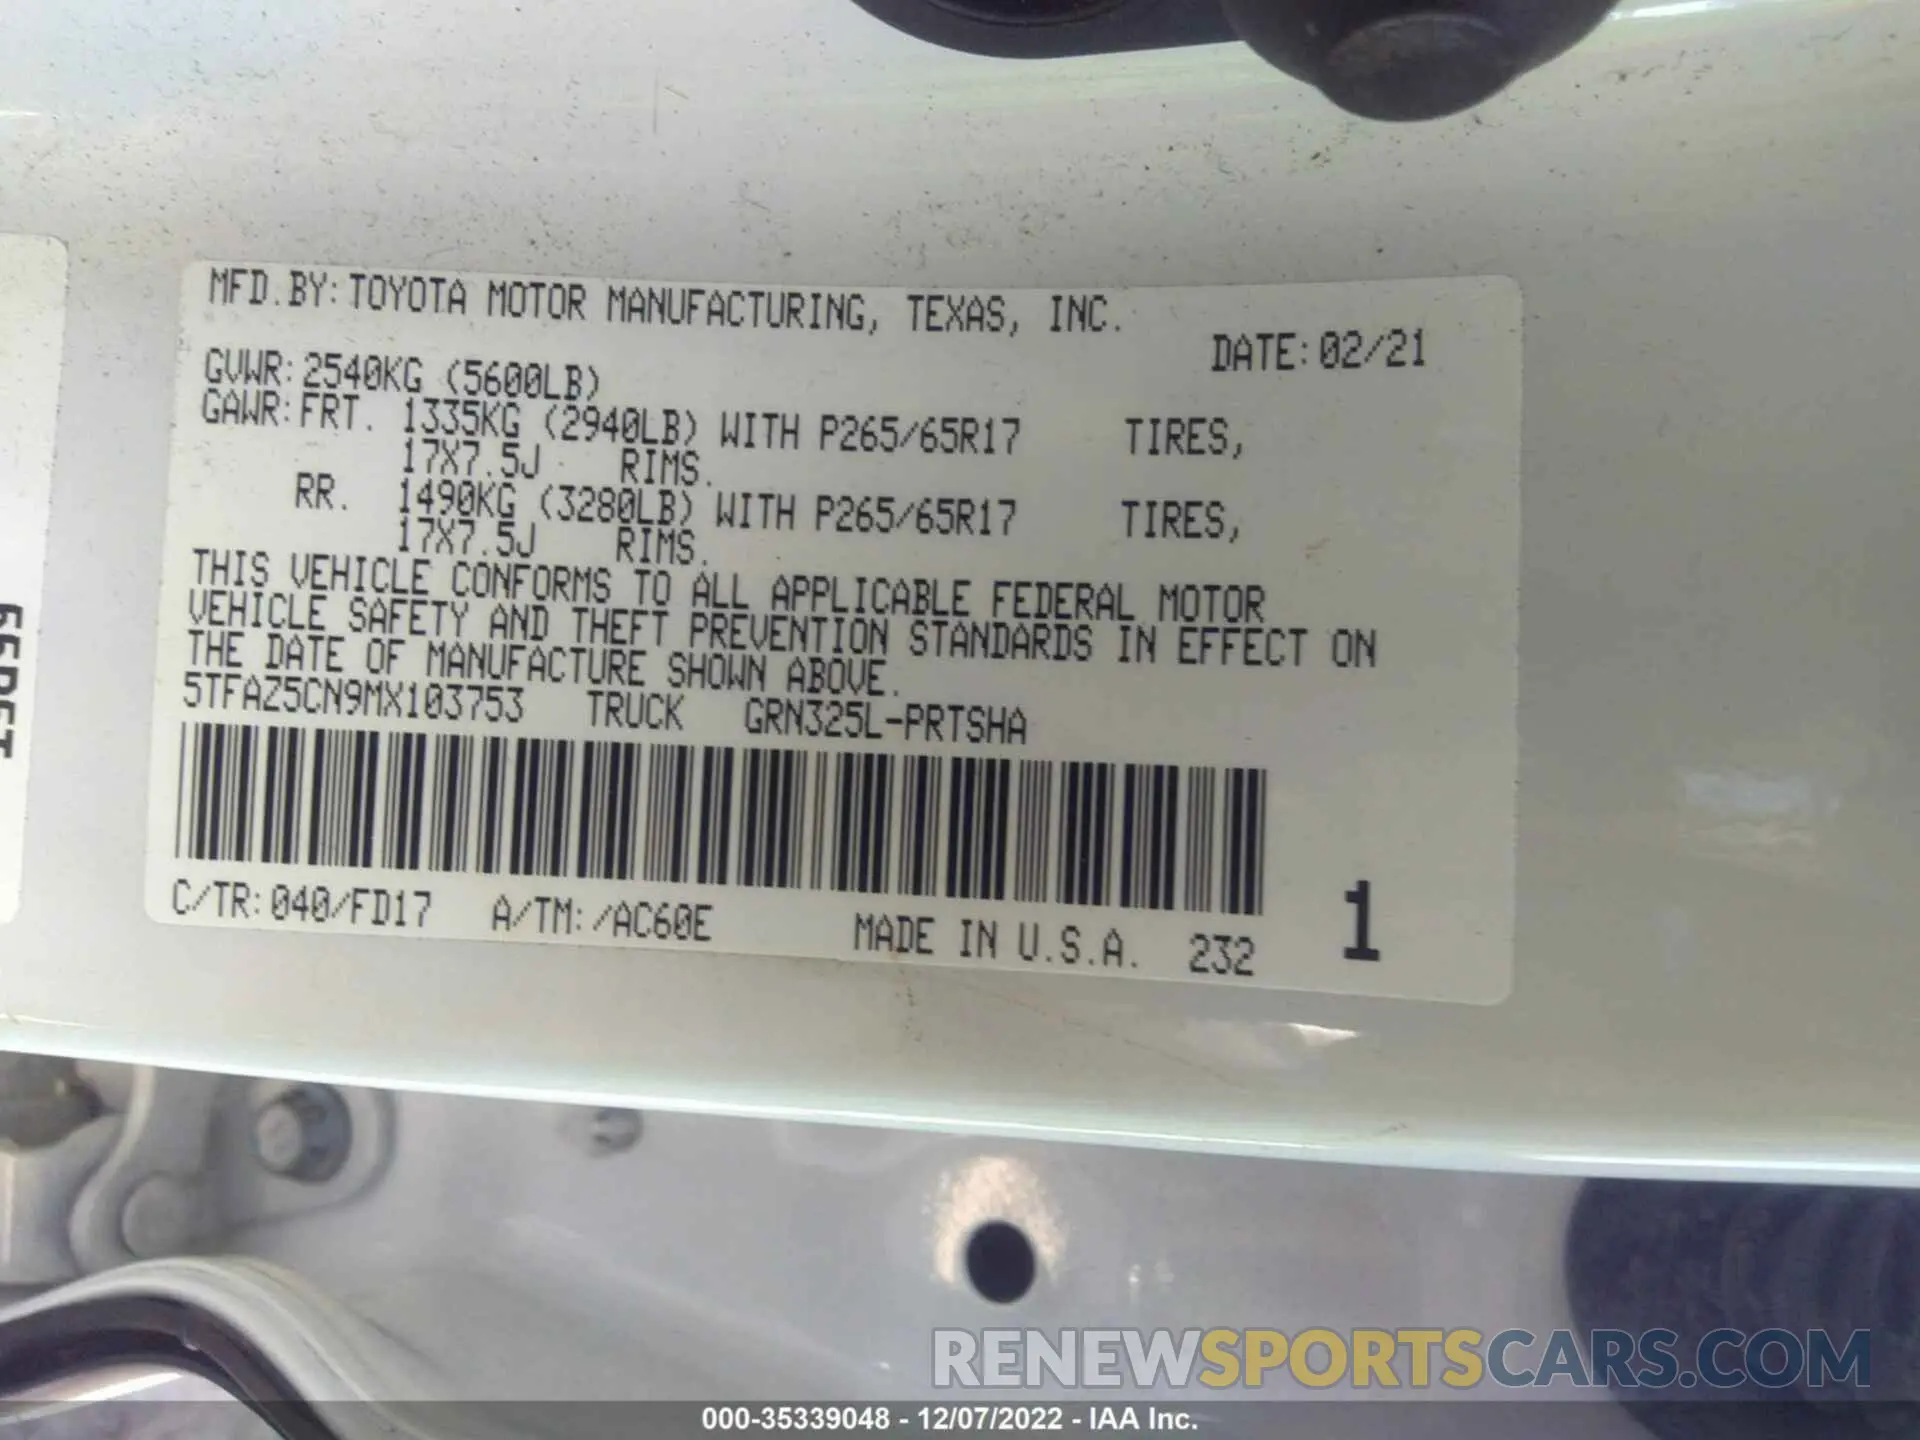 MFD.BY:TOYOTA MOTOR MANUFACTURING, TEXAS, INC.
DATE:02/21
GVWR:2540KG (5600LB)
GAWR:FRT. 1335KG (2940LB) WITH P265/65R17 TIRES,
17X7.5J RIMS.
RR. 1490KG (3280LB) WITH P265/65R17 TIRES,
17X7.5J RIMS.
THIS VEHICLE CONFORMS TO ALL APPLICABLE FEDERAL MOTOR
VEHICLE SAFETY AND THEFT PREVENTION STANDARDS IN EFFECT ON
THE DATE OF MANUFACTURE SHOWN ABOVE.
5TFAZ5CN9MX103753 TRUCK GRN325L-PRTSHA
C/TR:040/FD17 A/TM:/AC60E MADE IN U.S.A. 232 1
RENEWSPORTSCARS.COM
000-35339048 - 12/07/2022 - IAA Inc.